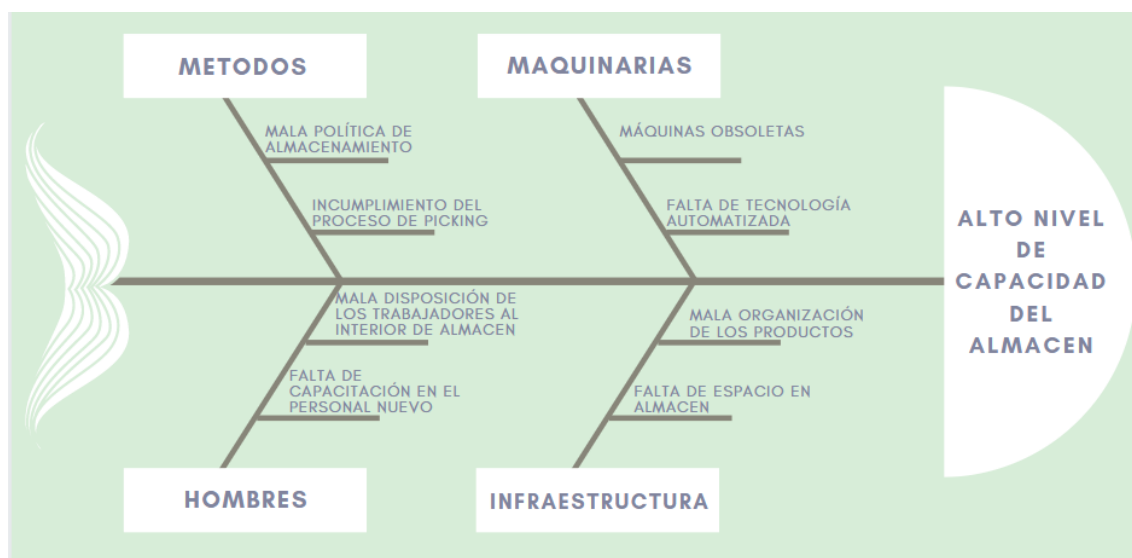 METODOS
MAQUINARIAS
MALA POLÍTICA DE
ALMACENAMIENTO
INCUMPLIMIENTO DEL
PROCESO DE PICKING
MÁQUINAS OBSOLETAS
FALTA DE TECNOLOGÍA
AUTOMATIZADA
MALA DISPOSICIÓN DE
LOS TRABAJADORES AL
INTERIOR DE ALMACEN
FALTA DE
CAPACITACIÓN EN EL
PERSONAL NUEVO
MALA ORGANIZACIÓN
DE LOS PRODUCTOS
FALTA DE ESPACIO EN
ALMACEN
HOMBRES
INFRAESTRUCTURA
ALTO NIVEL
DE
CAPACIDAD
DEL
ALMACEN